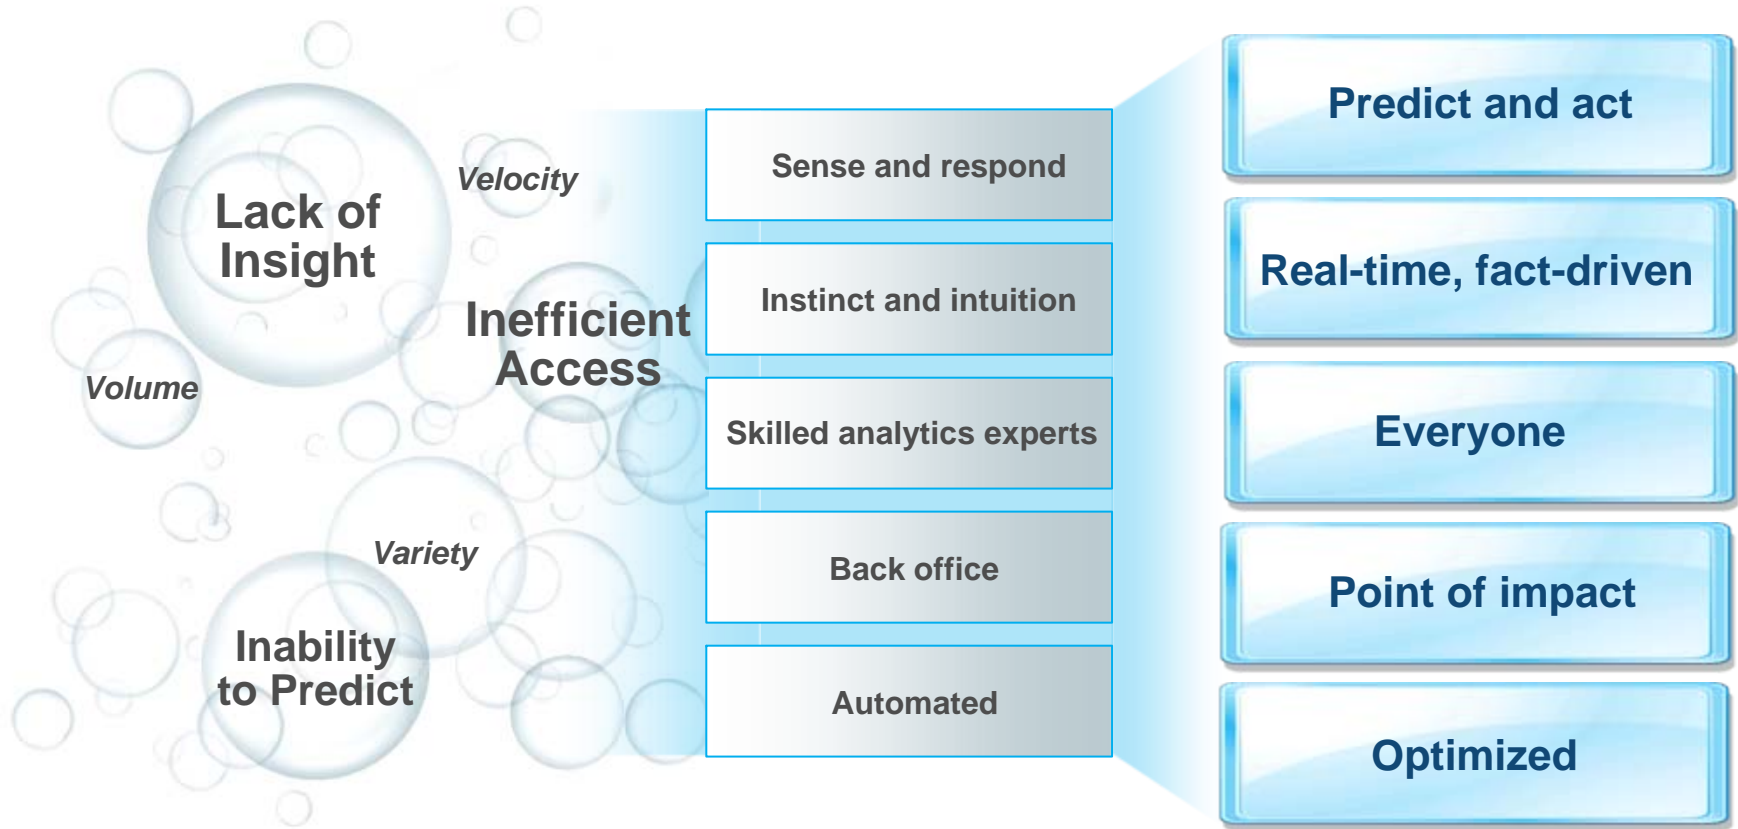 Lack of
Insight
Velocity
Inefficient
Access
Volume
Variety
Inability
to Predict
Sense and respond
Instinct and intuition
Skilled analytics experts
Back office
Automated
Predict and act
Real-time, fact-driven
Everyone
Point of impact
Optimized